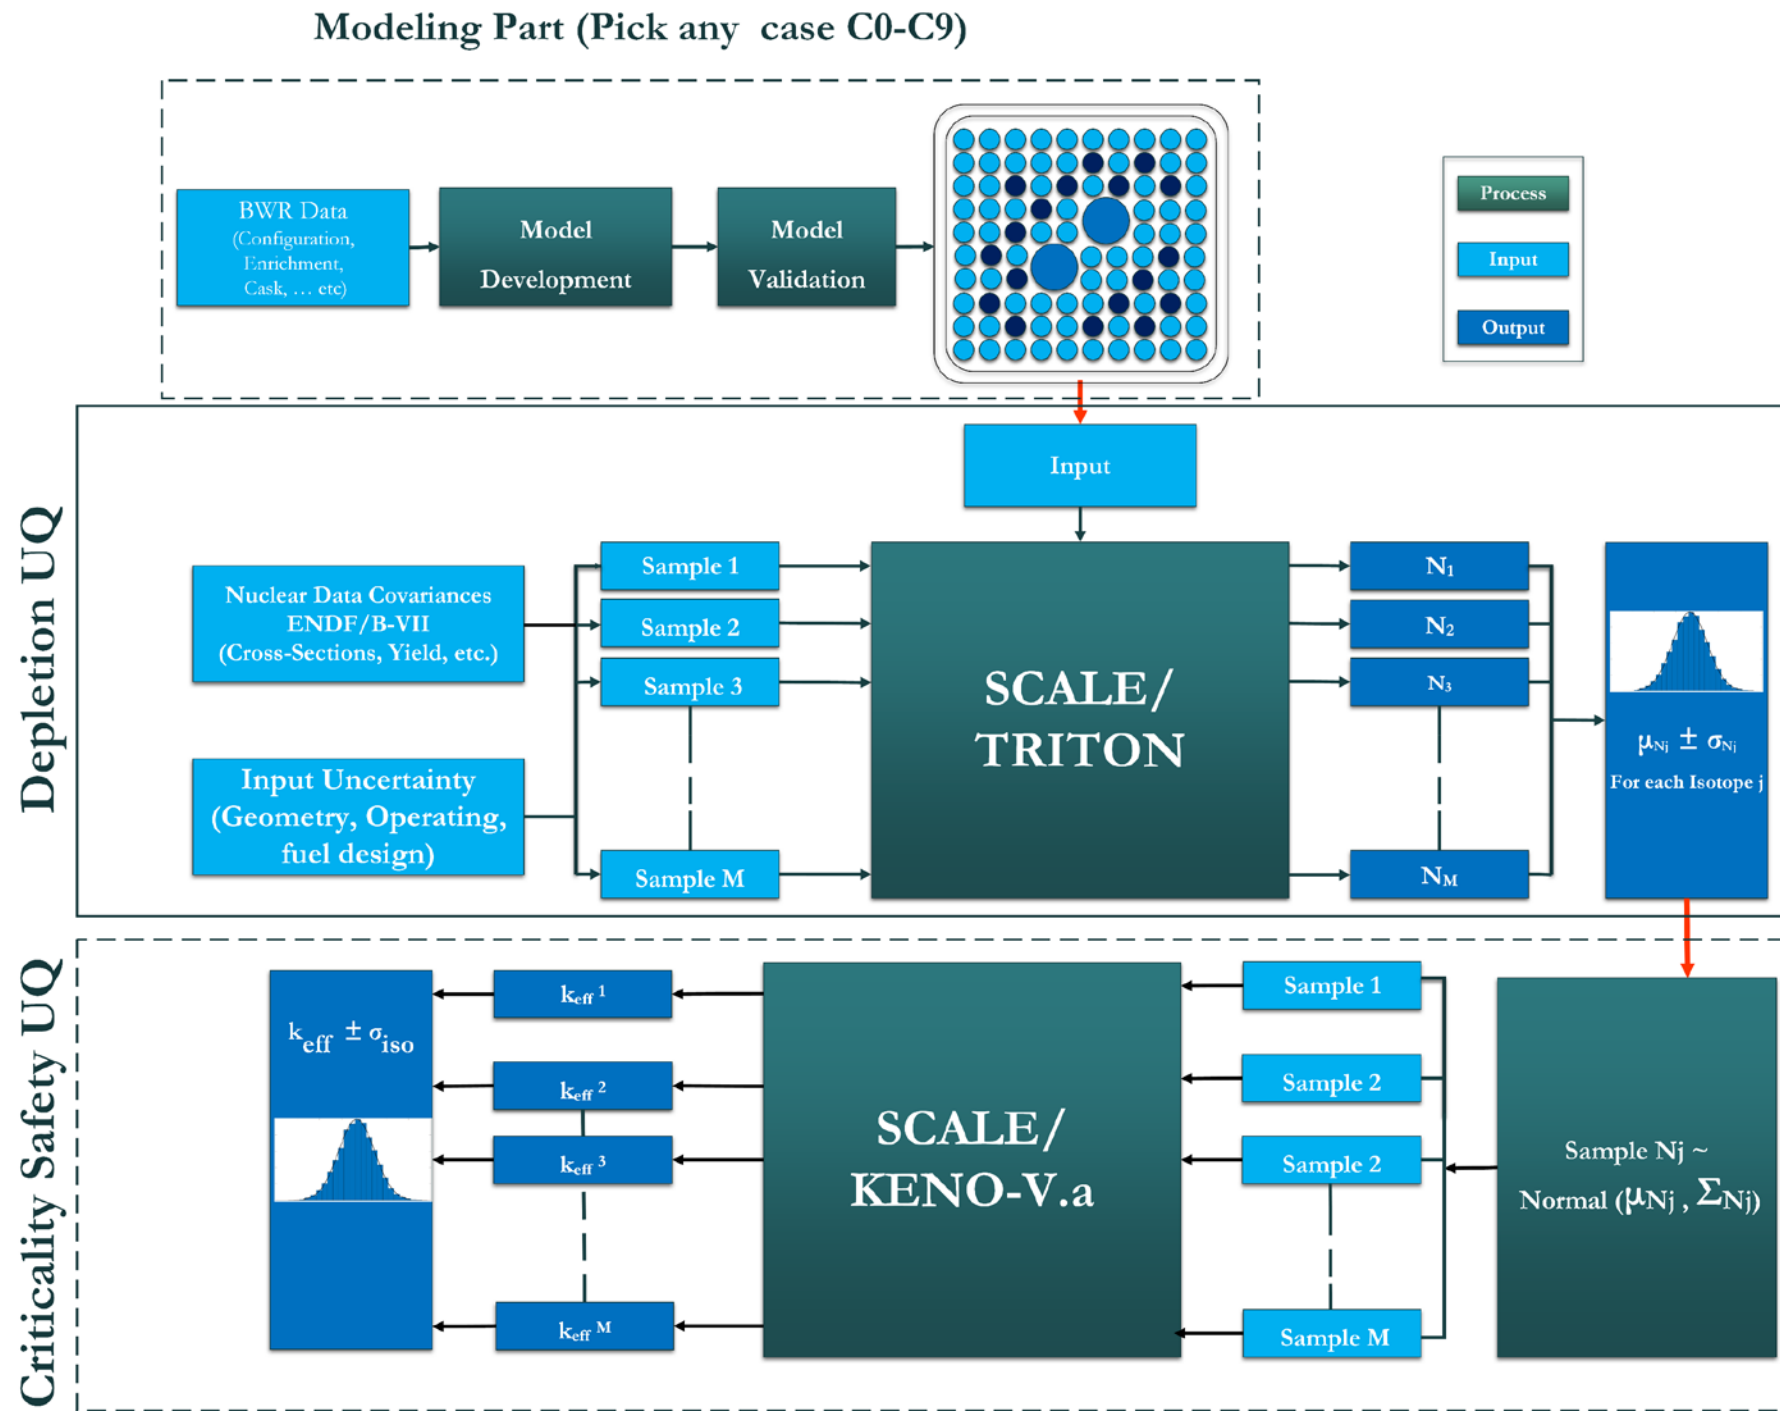 Modeling Part (Pick any case C0-C9)
BWR Data
(Configuration,
Enrichment,
Cask, ... etc)
Model
Development
Model
Validation
Process
Input
Output
Depletion UQ
Input
Nuclear Data Covariances
ENDF/B-VII
(Cross-Sections, Yield, etc.)
Input Uncertainty
(Geometry, Operating,
fuel design)
Sample 1
Sample 2
Sample 3
Sample M
SCALE/
TRITON
N1
N2
N3
NM
μNj ± σNj
For each Isotope j
Criticality Safety UQ
keff ± σiso
keff 1
keff 2
keff 3
keff M
SCALE/
KENO-V.a
Sample 1
Sample 2
Sample 2
Sample M
Sample Nj ~
Normal (μNj , ΣNj)